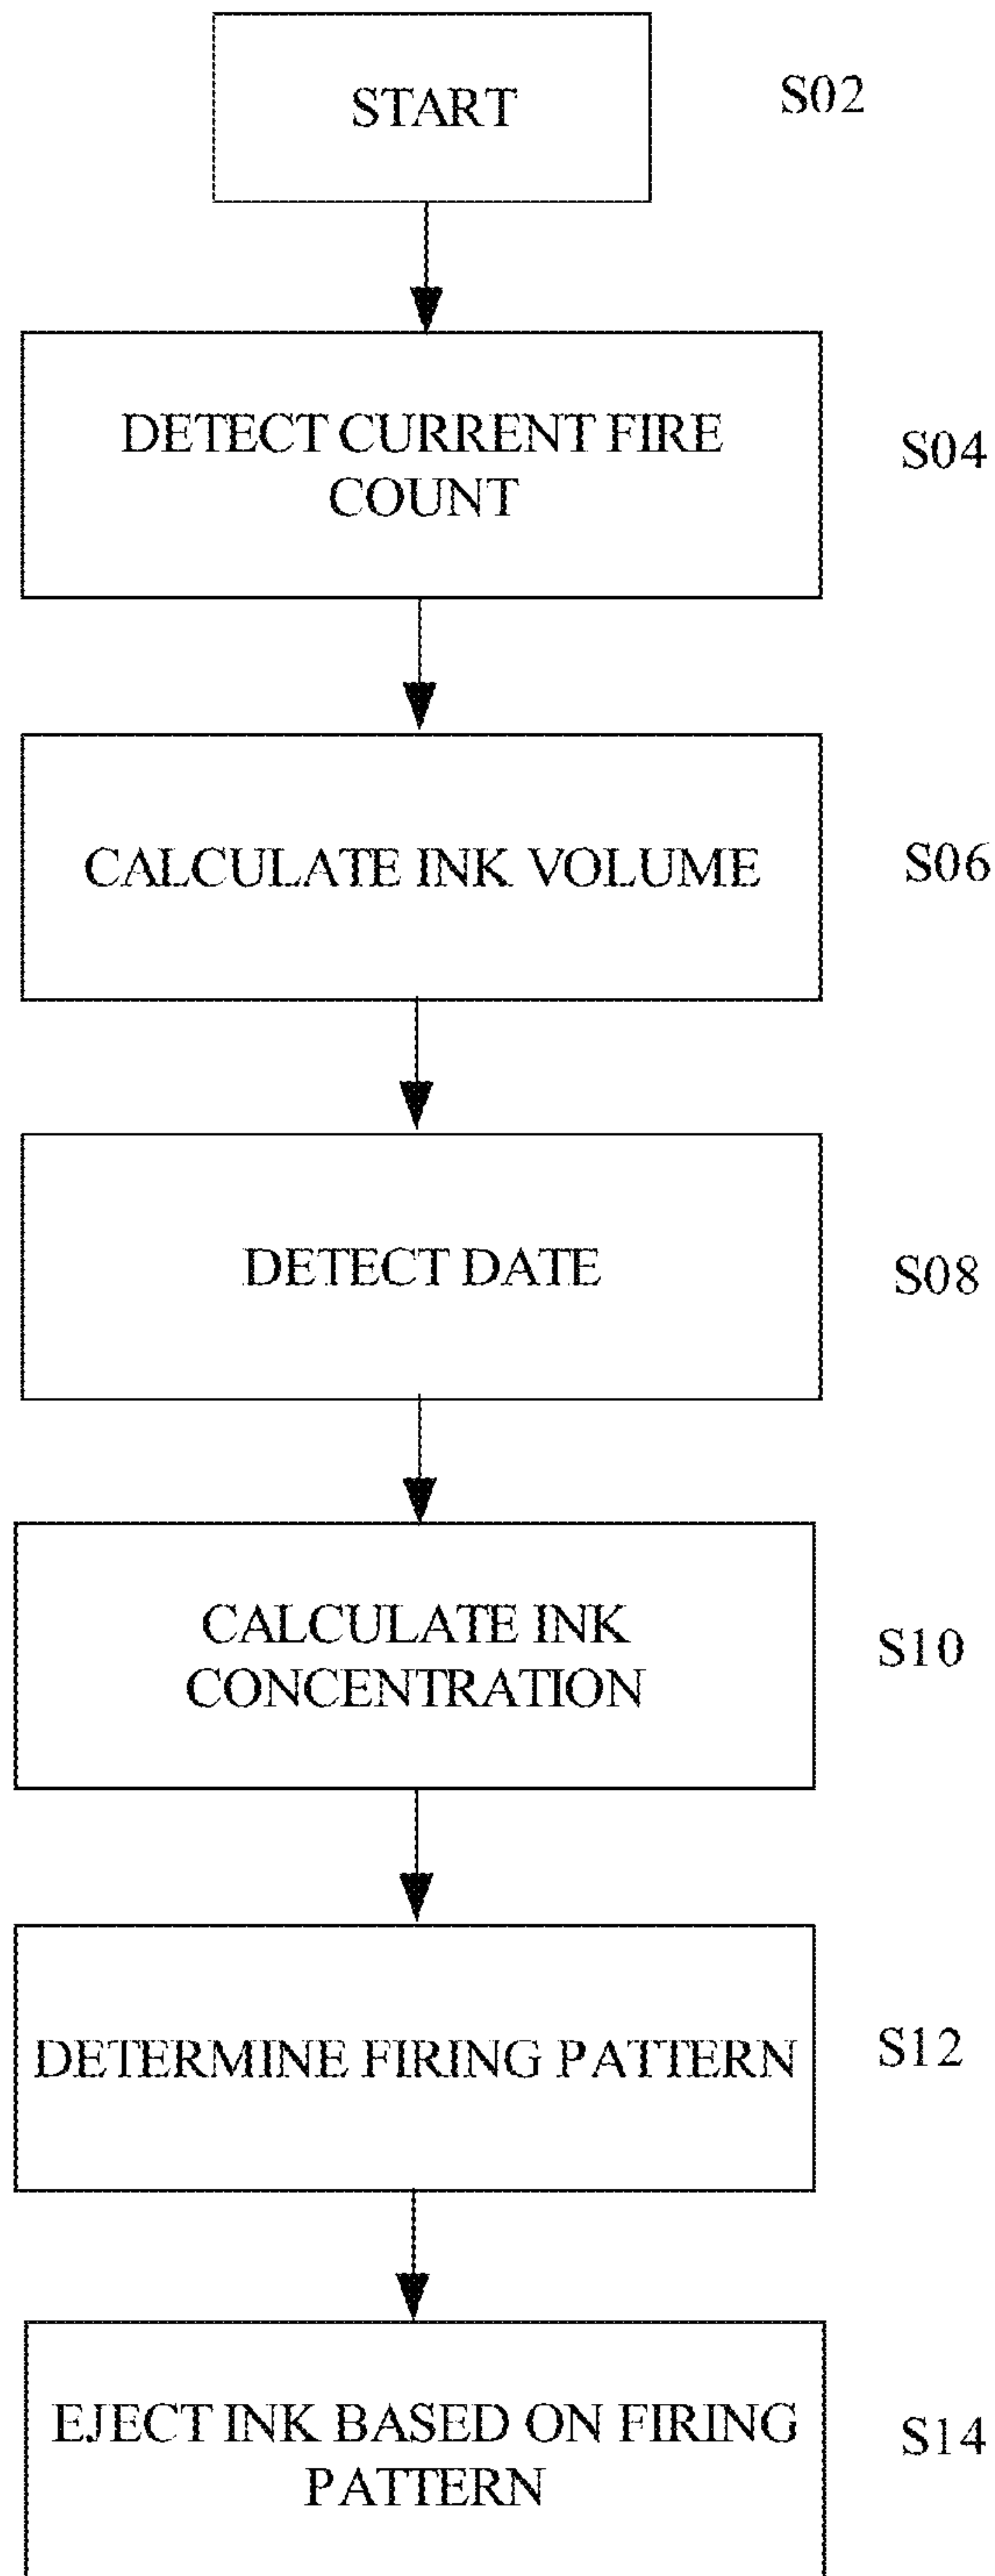 START
S02
DETECT CURRENT FIRE
COUNT
S04
CALCULATE INK VOLUME
S06
DETECT DATE
S08
CALCULATE INK
CONCENTRATION
S10
DETERMINE FIRING PATTERN
S12
EJECT INK BASED ON FIRING
PATTERN
S14